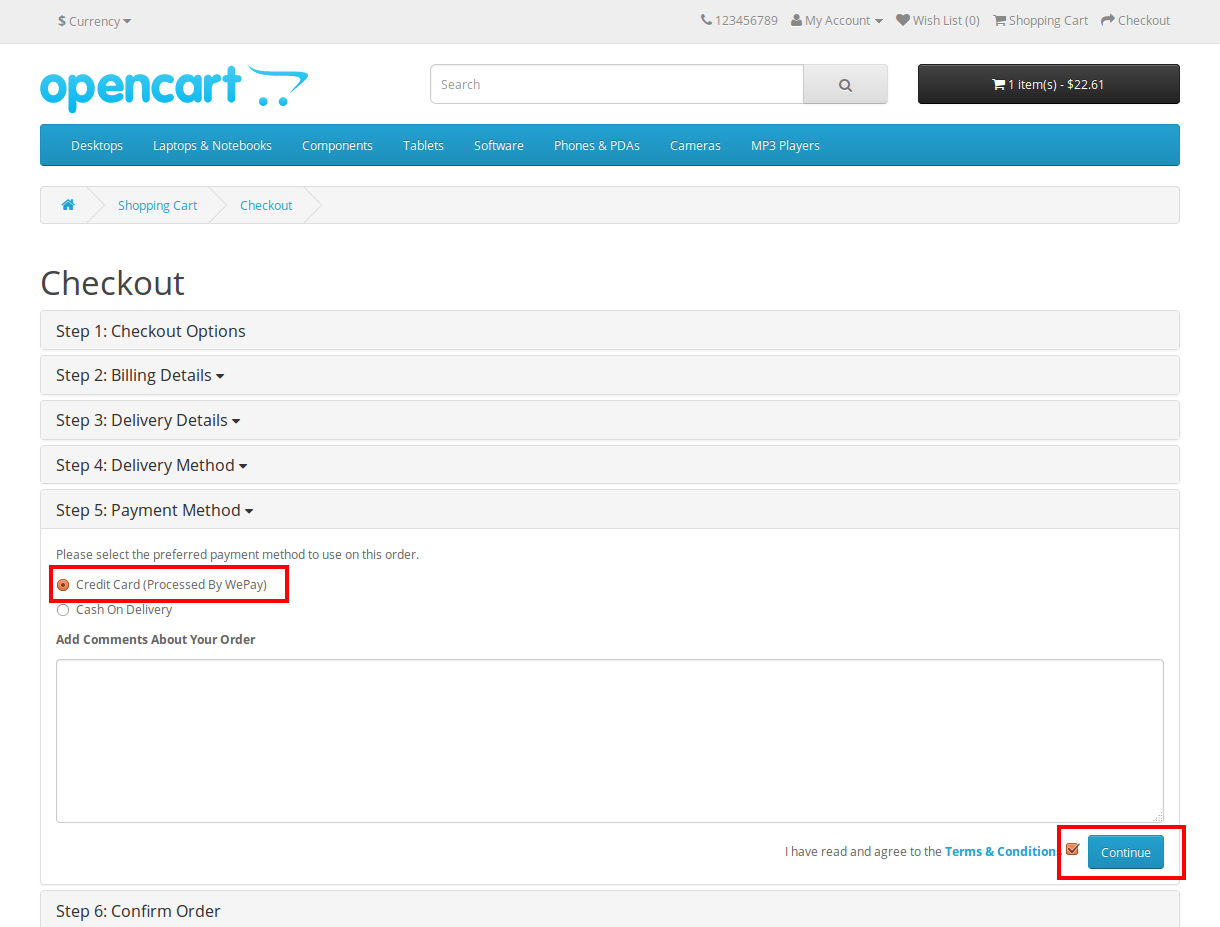 $ Currency
123456789 My Account Wish List (0) Shopping Cart Checkout
opencart
Search
1 item(s) - $22.61
Desktops Laptops & Notebooks Components Tablets Software Phones & PDAs Cameras MP3 Players
Shopping Cart Checkout
Checkout
Step 1: Checkout Options
Step 2: Billing Details
Step 3: Delivery Details
Step 4: Delivery Method
Step 5: Payment Method
Please select the preferred payment method to use on this order.
Credit Card (Processed By WePay)
Cash On Delivery
Add Comments About Your Order
I have read and agree to the Terms & Condition
Continue
Step 6: Confirm Order